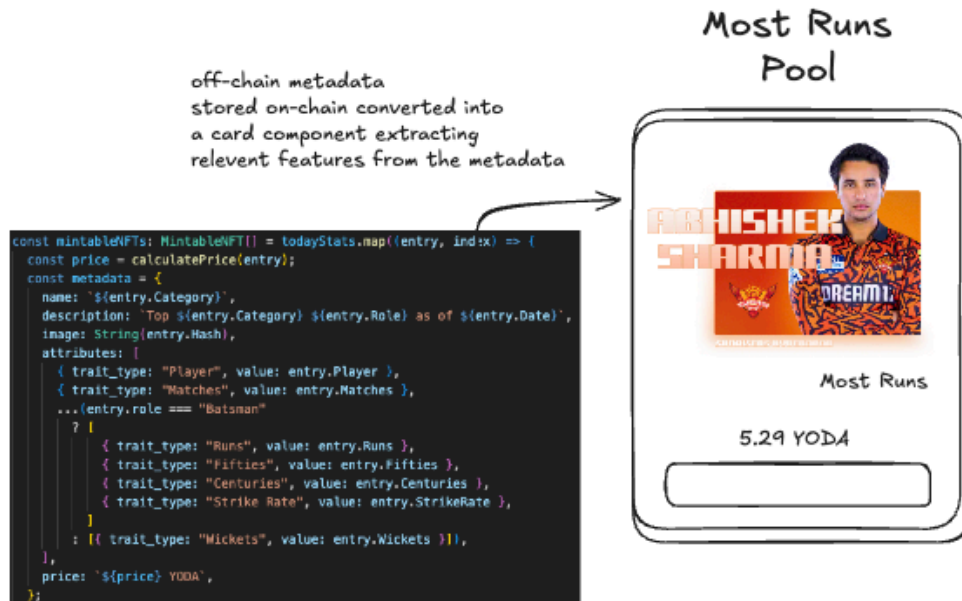 Most Runs
Pool
off-chain metadata
stored on-chain converted into
a card component extracting
relevent features from the metadata
const mintableNFTs: MintableNFT[] = todayStats.map((entry, index) => {
const price = calculatePrice(entry);
const metadata = {
name: `${entry.Category}`,
description: `Top ${entry.Category} ${entry.Role} as of ${entry.Date}`,
image: String(entry.Hash),
attributes: [
{ trait_type: "Player", value: entry.Player },
{ trait_type: "Matches", value: entry.Matches },
...(entry.role === "Batsman"
? [
{ trait_type: "Runs", value: entry.Runs },
{ trait_type: "Fifties", value: entry.Fifties },
{ trait_type: "Centuries", value: entry.Centuries },
{ trait_type: "Strike Rate", value: entry.StrikeRate },
]
: [{ trait_type: "Wickets", value: entry.Wickets }]),
],
price: `${price} YODA`,
};
ABHISHEK
SHARMA
DREAM11
Most Runs
5.29 YODA